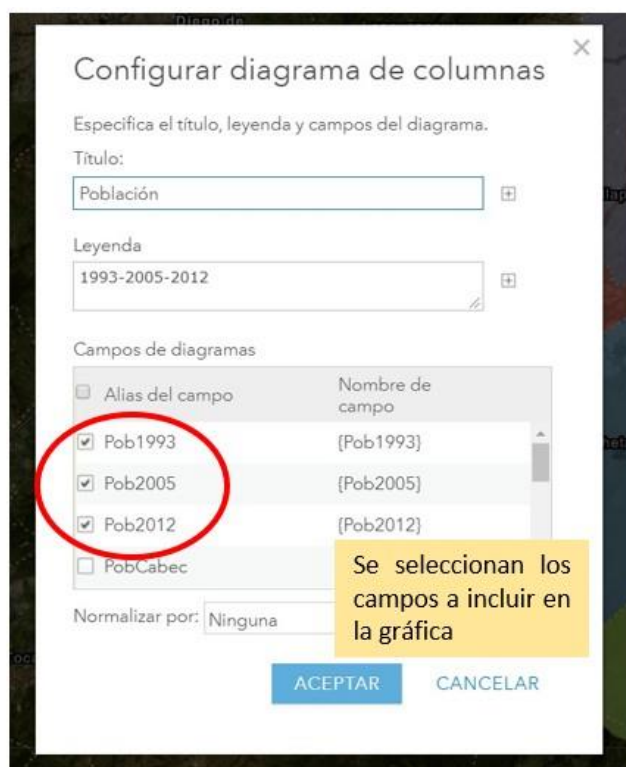 Diego de
Configurar diagrama de columnas
Especifica el título, leyenda y campos del diagrama.
Título:
Población
Leyenda
1993-2005-2012
Campos de diagramas
Alias del campo
Nombre de
campo
Pob1993
{Pob1993}
Pob2005
{Pob2005}
Pob2012
{Pob2012}
PobCabec
Se seleccionan los
campos a incluir en
la gráfica
Normalizar por: Ninguna
ACEPTAR
CANCELAR